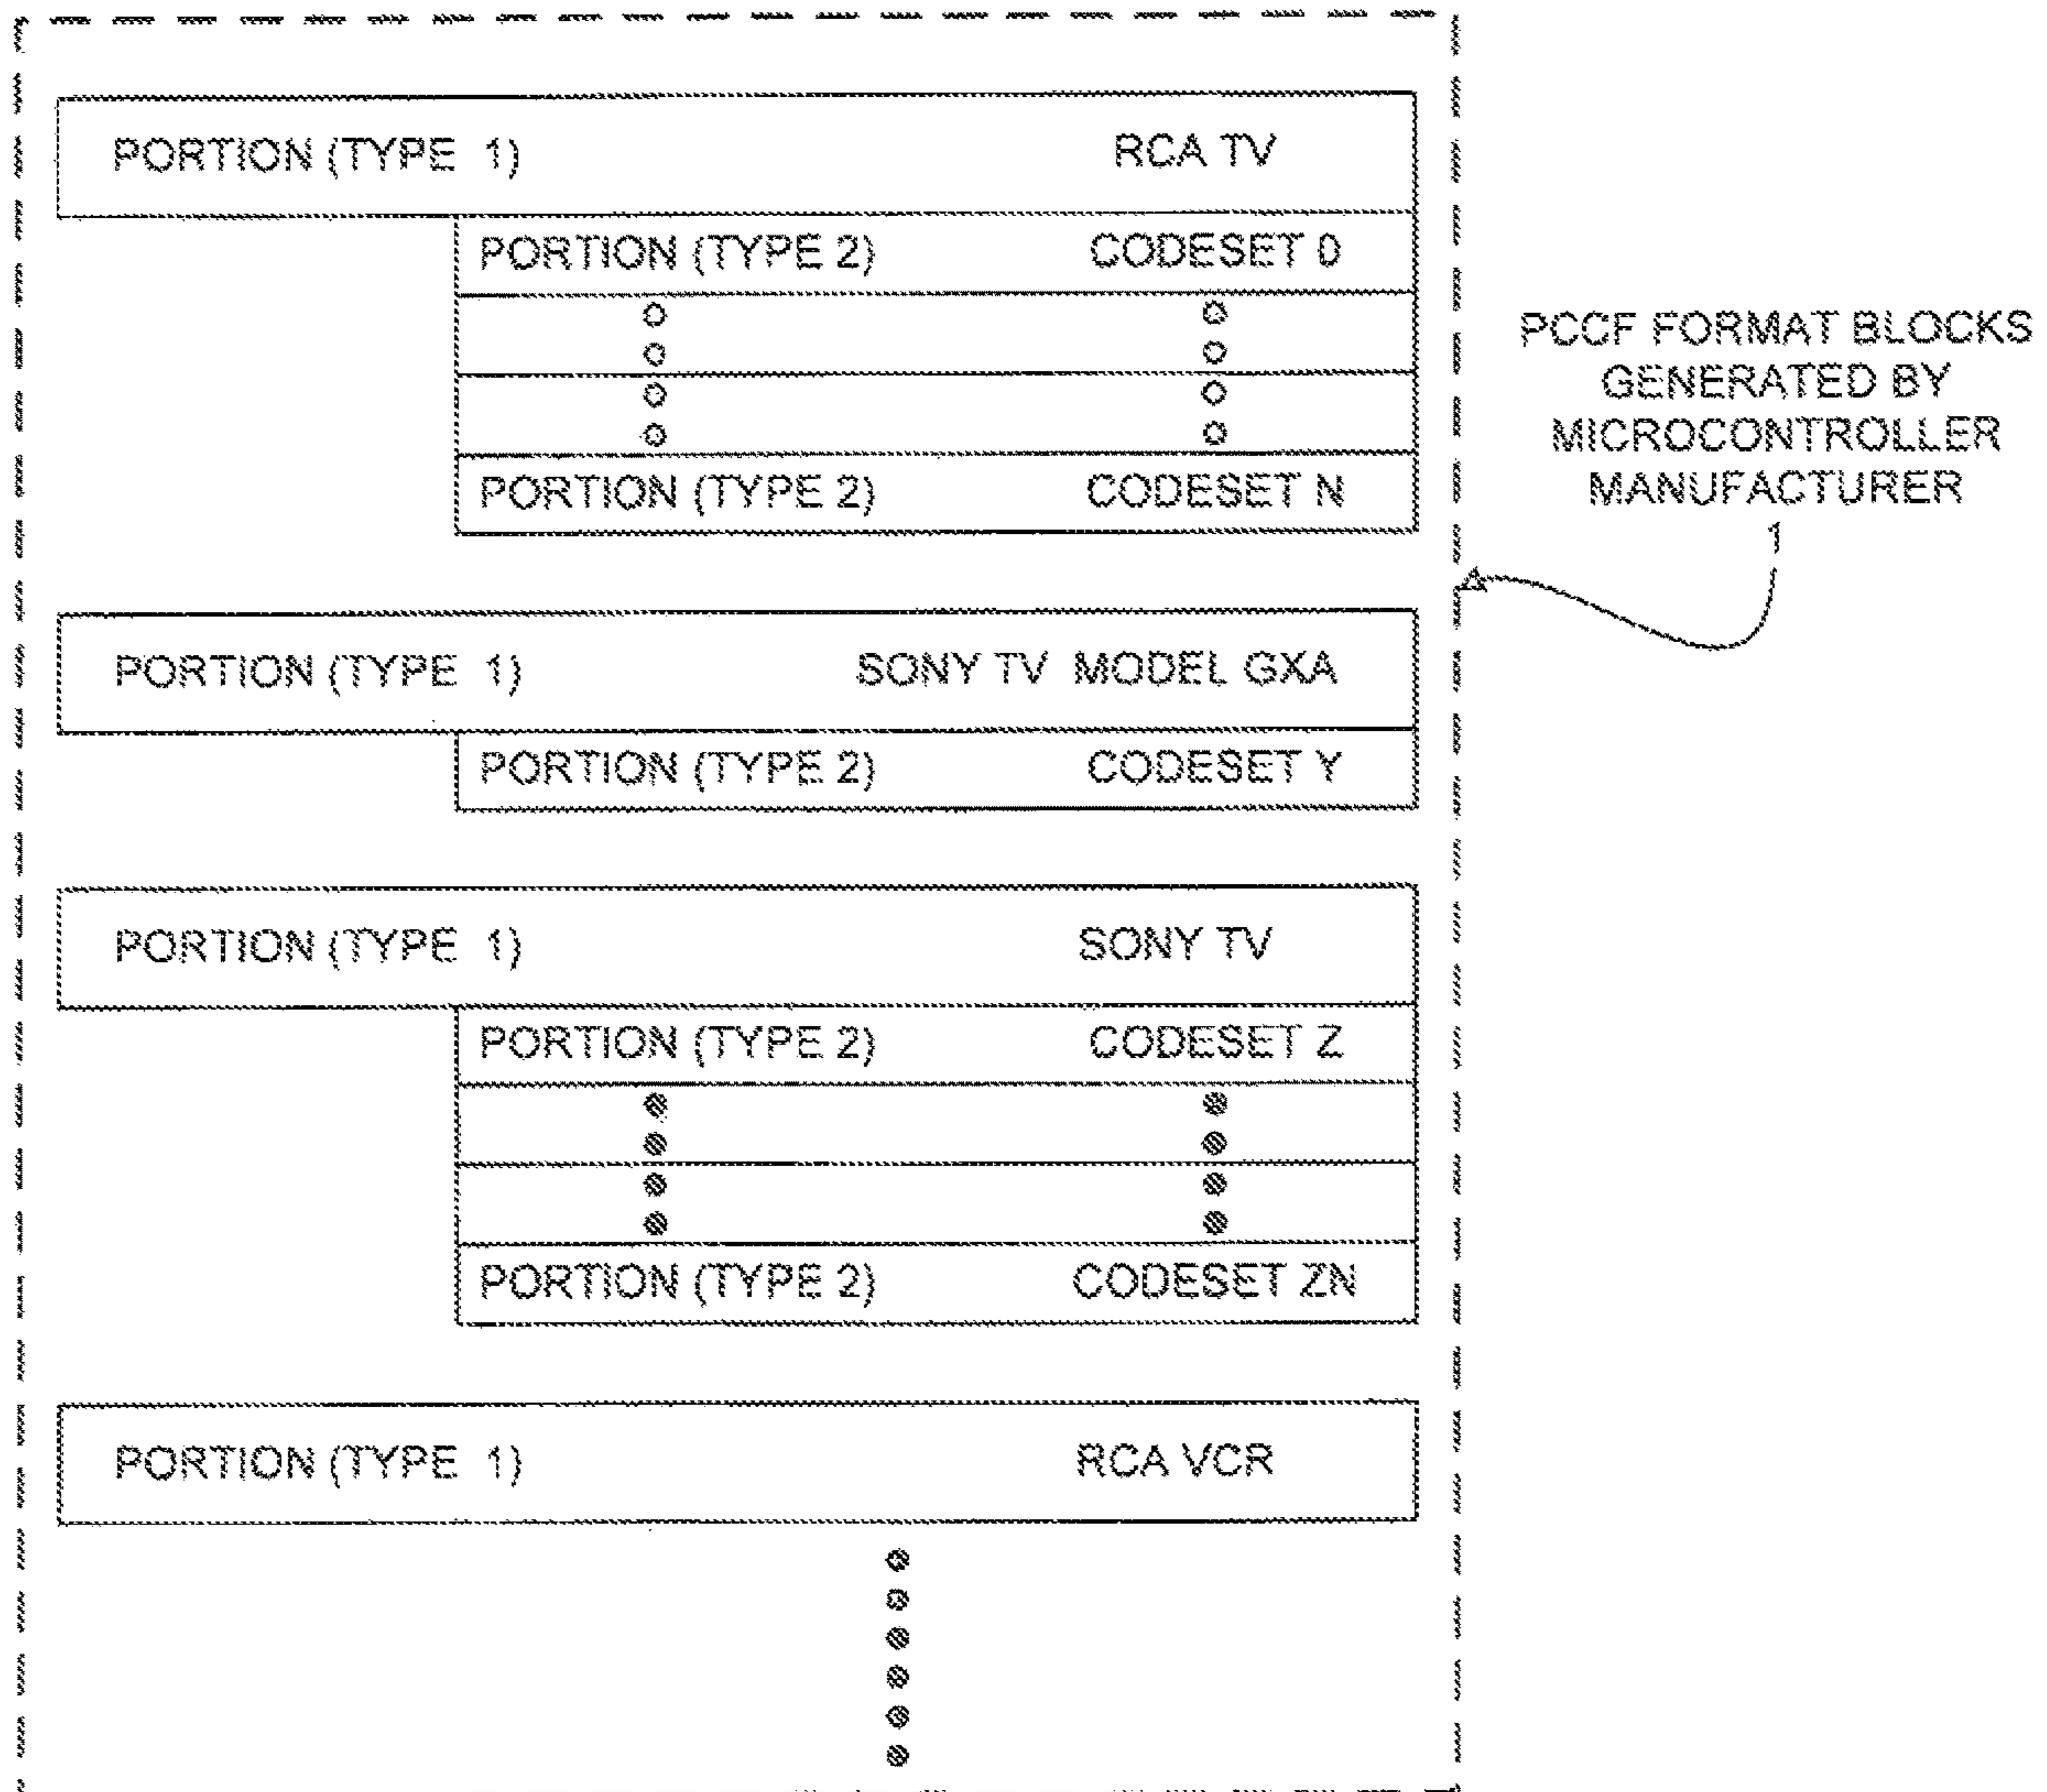 PORTION (TYPE 1) RCA TV
PORTION (TYPE 2) CODESET 0
PORTION (TYPE 2) CODESET N
PCCF FORMAT BLOCKS
GENERATED BY
MICROCONTROLLER
MANUFACTURER
PORTION (TYPE 1) SONY TV MODEL GXA
PORTION (TYPE 2) CODESET Y
PORTION (TYPE 1) SONY TV
PORTION (TYPE 2) CODESET Z
PORTION (TYPE 2) CODESET ZN
PORTION (TYPE 1) RCA VCR